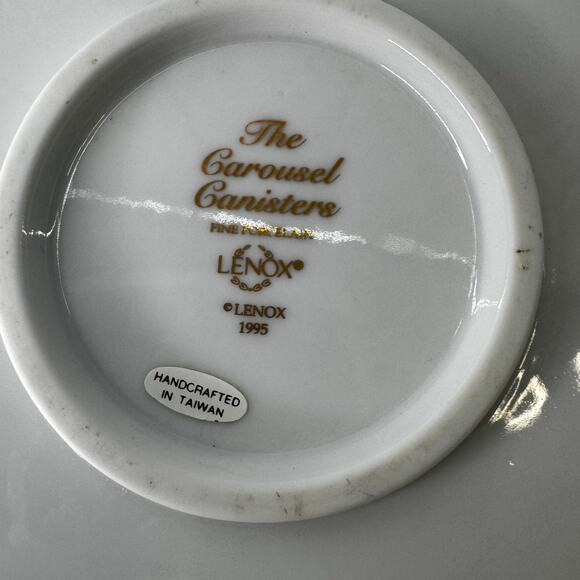 The
Carousel
Canisters
FINE PORCELAIN
LENOX®
© LENOX
1995
HANDCRAFTED
IN TAIWAN